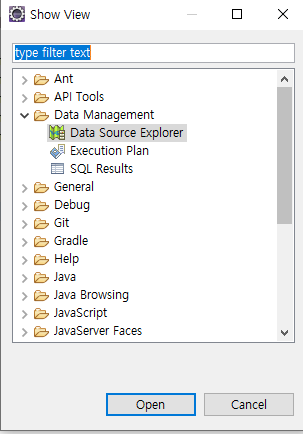 Show View
type filter text
Ant
API Tools
Data Management
Data Source Explorer
Execution Plan
SQL Results
General
Debug
Git
Gradle
Help
Java
Java Browsing
JavaScript
JavaServer Faces
Open
Cancel